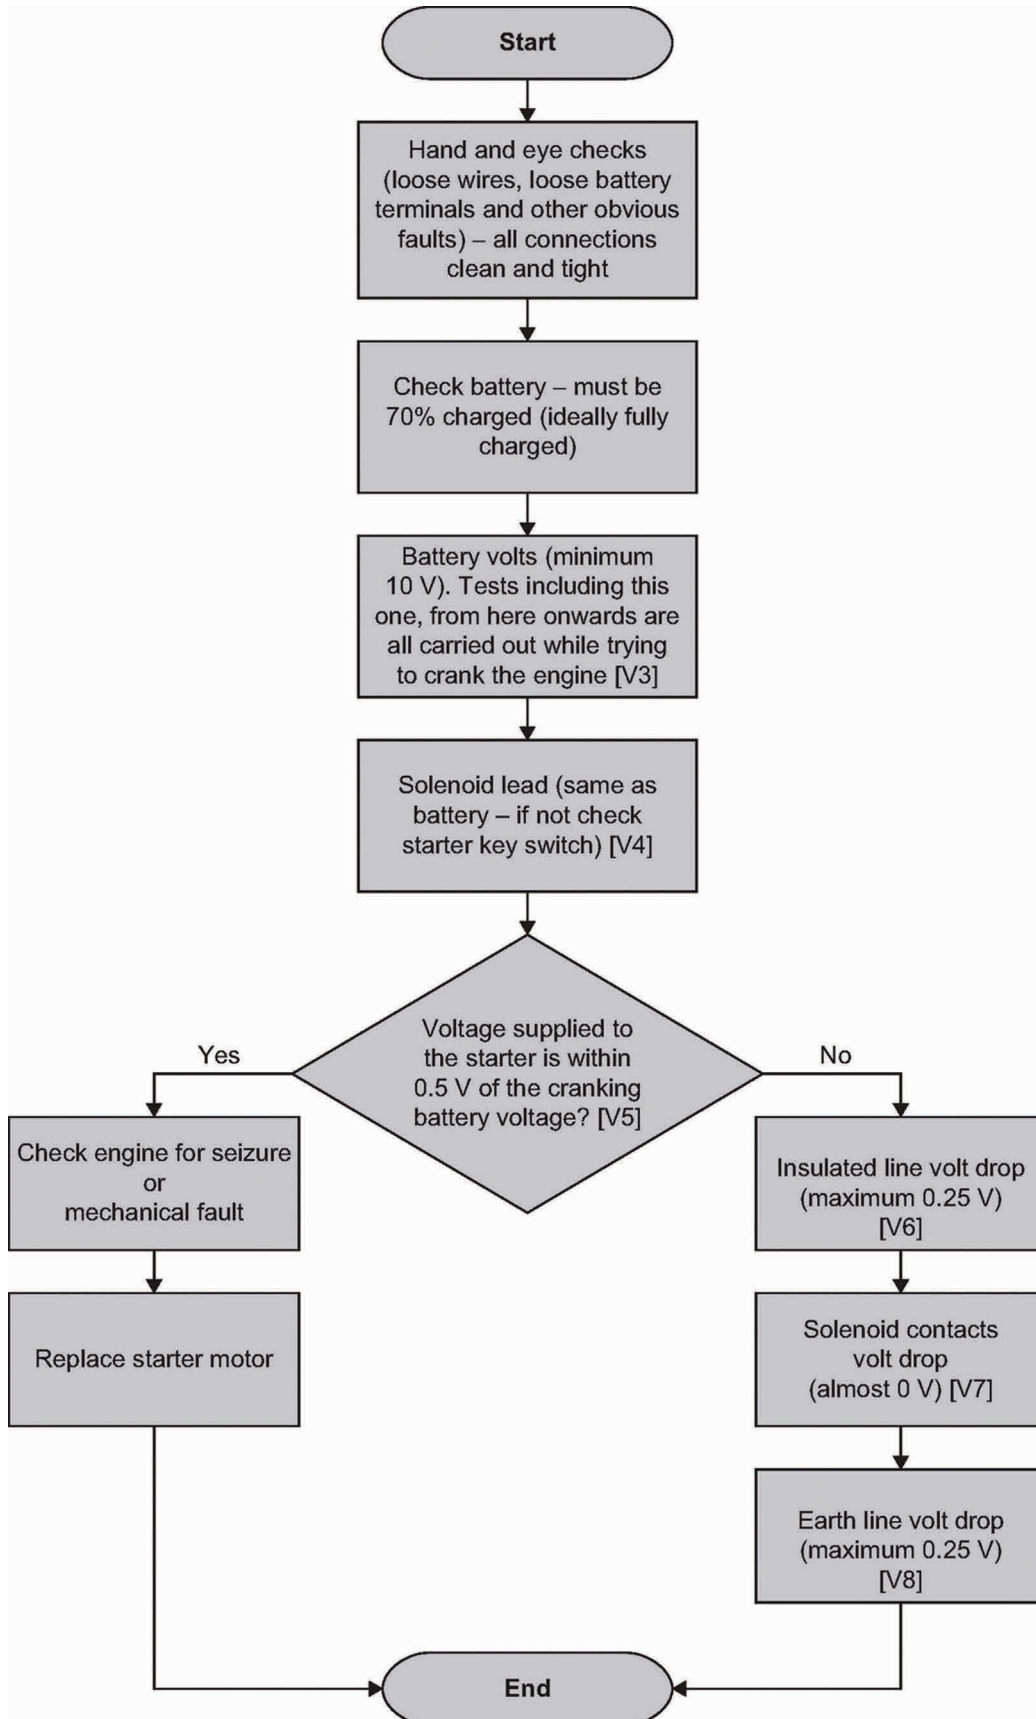 Start
Hand and eye checks
(loose wires, loose battery
terminals and other obvious
faults) – all connections
clean and tight
Check battery – must be
70% charged (ideally fully
charged)
Battery volts (minimum
10 V). Tests including this
one, from here onwards are
all carried out while trying
to crank the engine [V3]
Solenoid lead (same as
battery – if not check
starter key switch) [V4]
Voltage supplied to
the starter is within
0.5 V of the cranking
battery voltage? [V5]
Yes
No
Check engine for seizure
or
mechanical fault
Replace starter motor
Insulated line volt drop
(maximum 0.25 V)
[V6]
Solenoid contacts
volt drop
(almost 0 V) [V7]
Earth line volt drop
(maximum 0.25 V)
[V8]
End